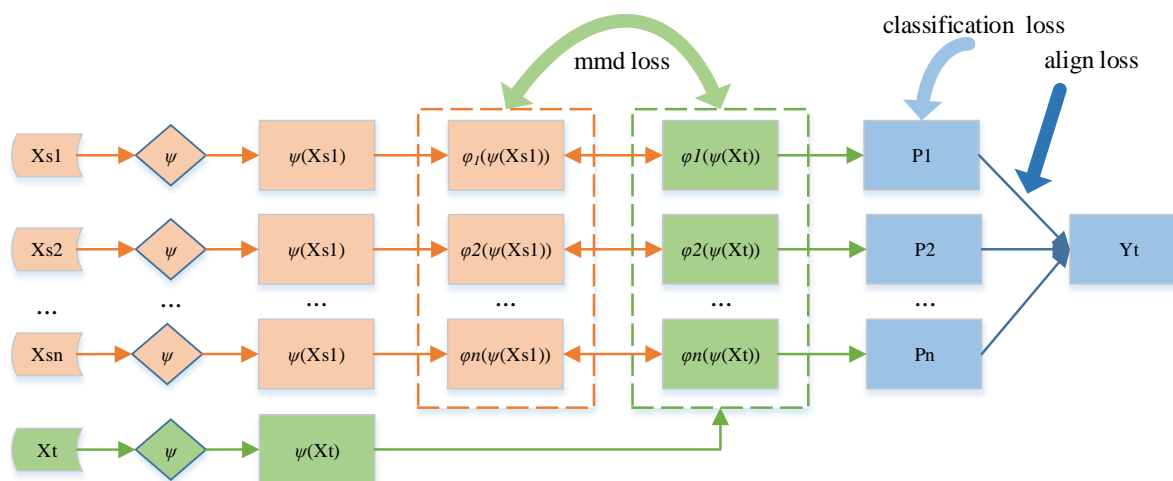 classification loss
mmd loss
align loss
Xs1
ψ
ψ(Xs1)
φ1(ψ(Xs1))
φ1(ψ(Xt))
P1
Xs2
ψ
ψ(Xs1)
φ2(ψ(Xs1))
φ2(ψ(Xt))
P2
Yt
...
...
...
...
...
...
Xsn
ψ
ψ(Xs1)
φn(ψ(Xs1))
φn(ψ(Xt))
Pn
Xt
ψ
ψ(Xt)